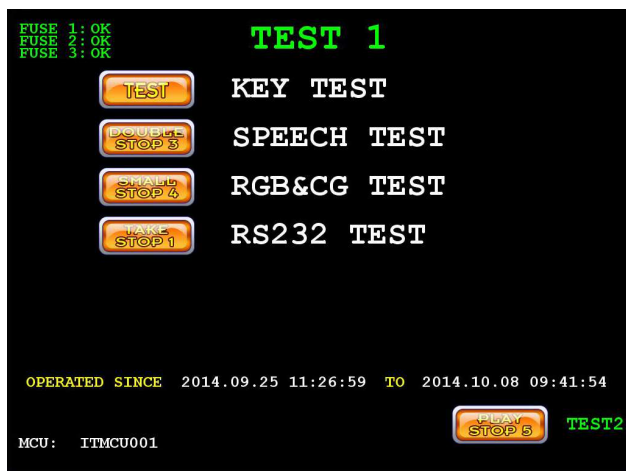 FUSE 1:OK
FUSE 2:OK
FUSE 3:OK
TEST 1
TEST KEY TEST
DOUBLE
STOP 3 SPEECH TEST
SMALL
STOP 4 RGB&CG TEST
TAKE
STOP 1 RS232 TEST
OPERATED SINCE 2014.09.25 11:26:59 TO 2014.10.08 09:41:54
PLAY
STOP 5 TEST2
MCU: ITMCU001